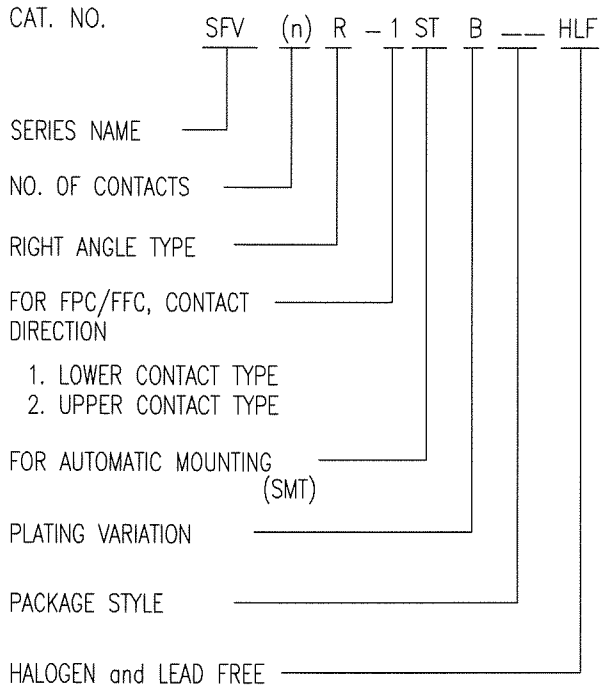 CAT. NO. SFV (n) R - 1 ST B __ HLF
SERIES NAME
NO. OF CONTACTS
RIGHT ANGLE TYPE
FOR FPC/FFC, CONTACT
DIRECTION
1. LOWER CONTACT TYPE
2. UPPER CONTACT TYPE
FOR AUTOMATIC MOUNTING
(SMT)
PLATING VARIATION
PACKAGE STYLE
HALOGEN and LEAD FREE